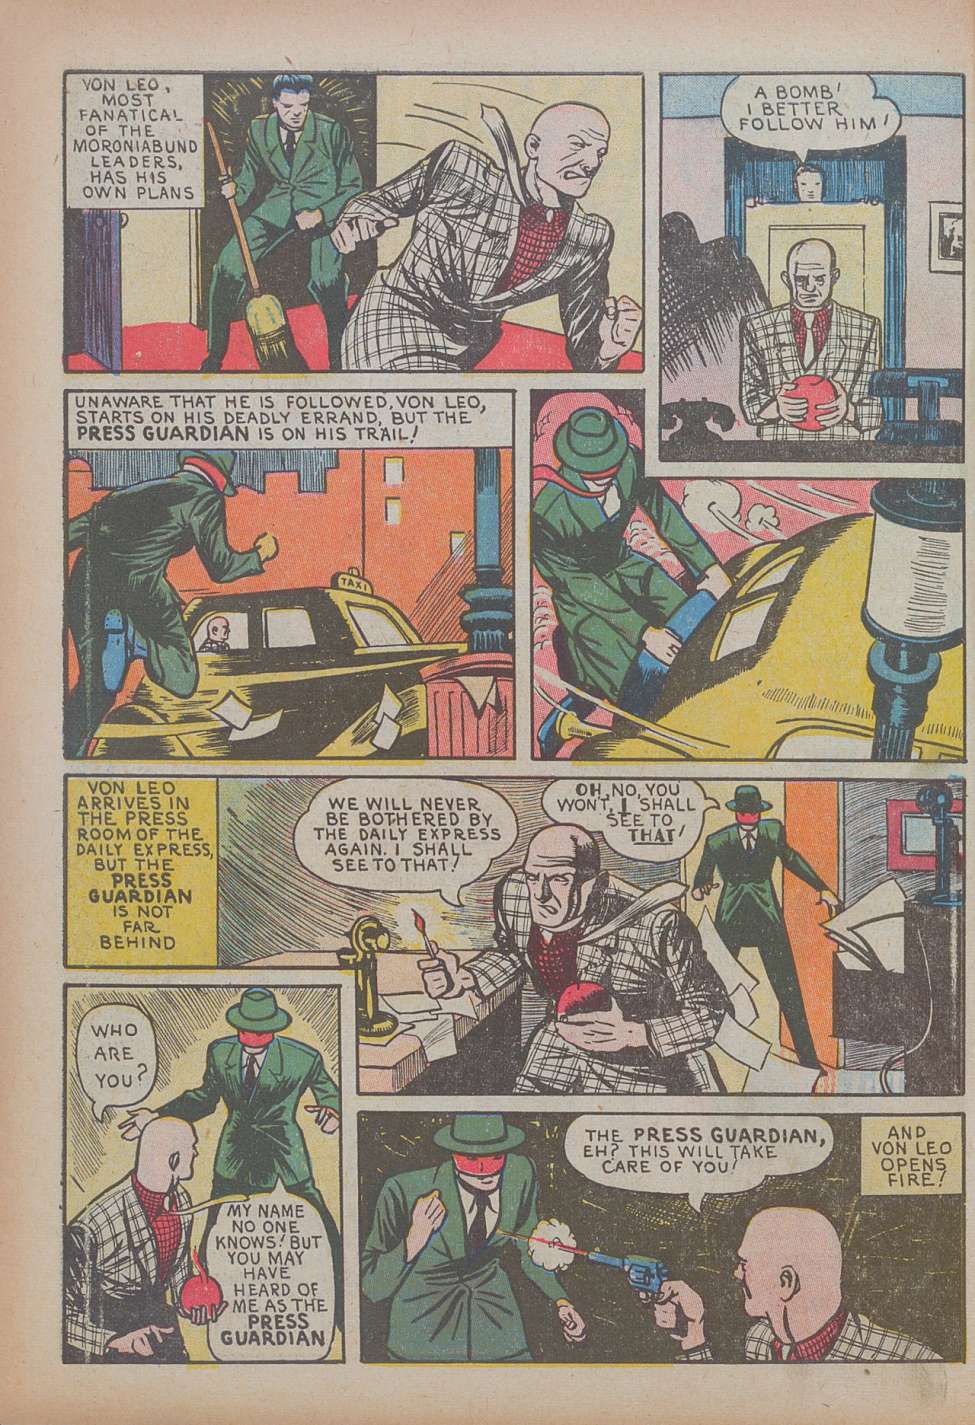 VON LEO,
MOST
FANATICAL
OF THE
MORONIABUND
LEADERS,
HAS HIS
OWN PLANS
A BOMB!
I BETTER
FOLLOW HIM!
UNAWARE THAT HE IS FOLLOWED, VON LEO,
STARTS ON HIS DEADLY ERRAND, BUT THE
PRESS GUARDIAN IS ON HIS TRAIL!
TAXI
VON LEO
ARRIVES IN
THE PRESS
ROOM OF THE
DAILY EXPRESS,
BUT THE
PRESS
GUARDIAN
IS NOT
FAR
BEHIND
WE WILL NEVER
BE BOTHERED BY
THE DAILY EXPRESS
AGAIN. I SHALL
SEE TO THAT!
OH, NO, YOU
WON'T, I SHALL
SEE TO
THAT!
WHO
ARE
YOU?
MY NAME
NO ONE
KNOWS! BUT
YOU MAY
HAVE
HEARD OF
ME AS THE
PRESS
GUARDIAN
THE PRESS GUARDIAN,
EH? THIS WILL TAKE
CARE OF YOU!
AND
VON LEO
OPENS
FIRE!